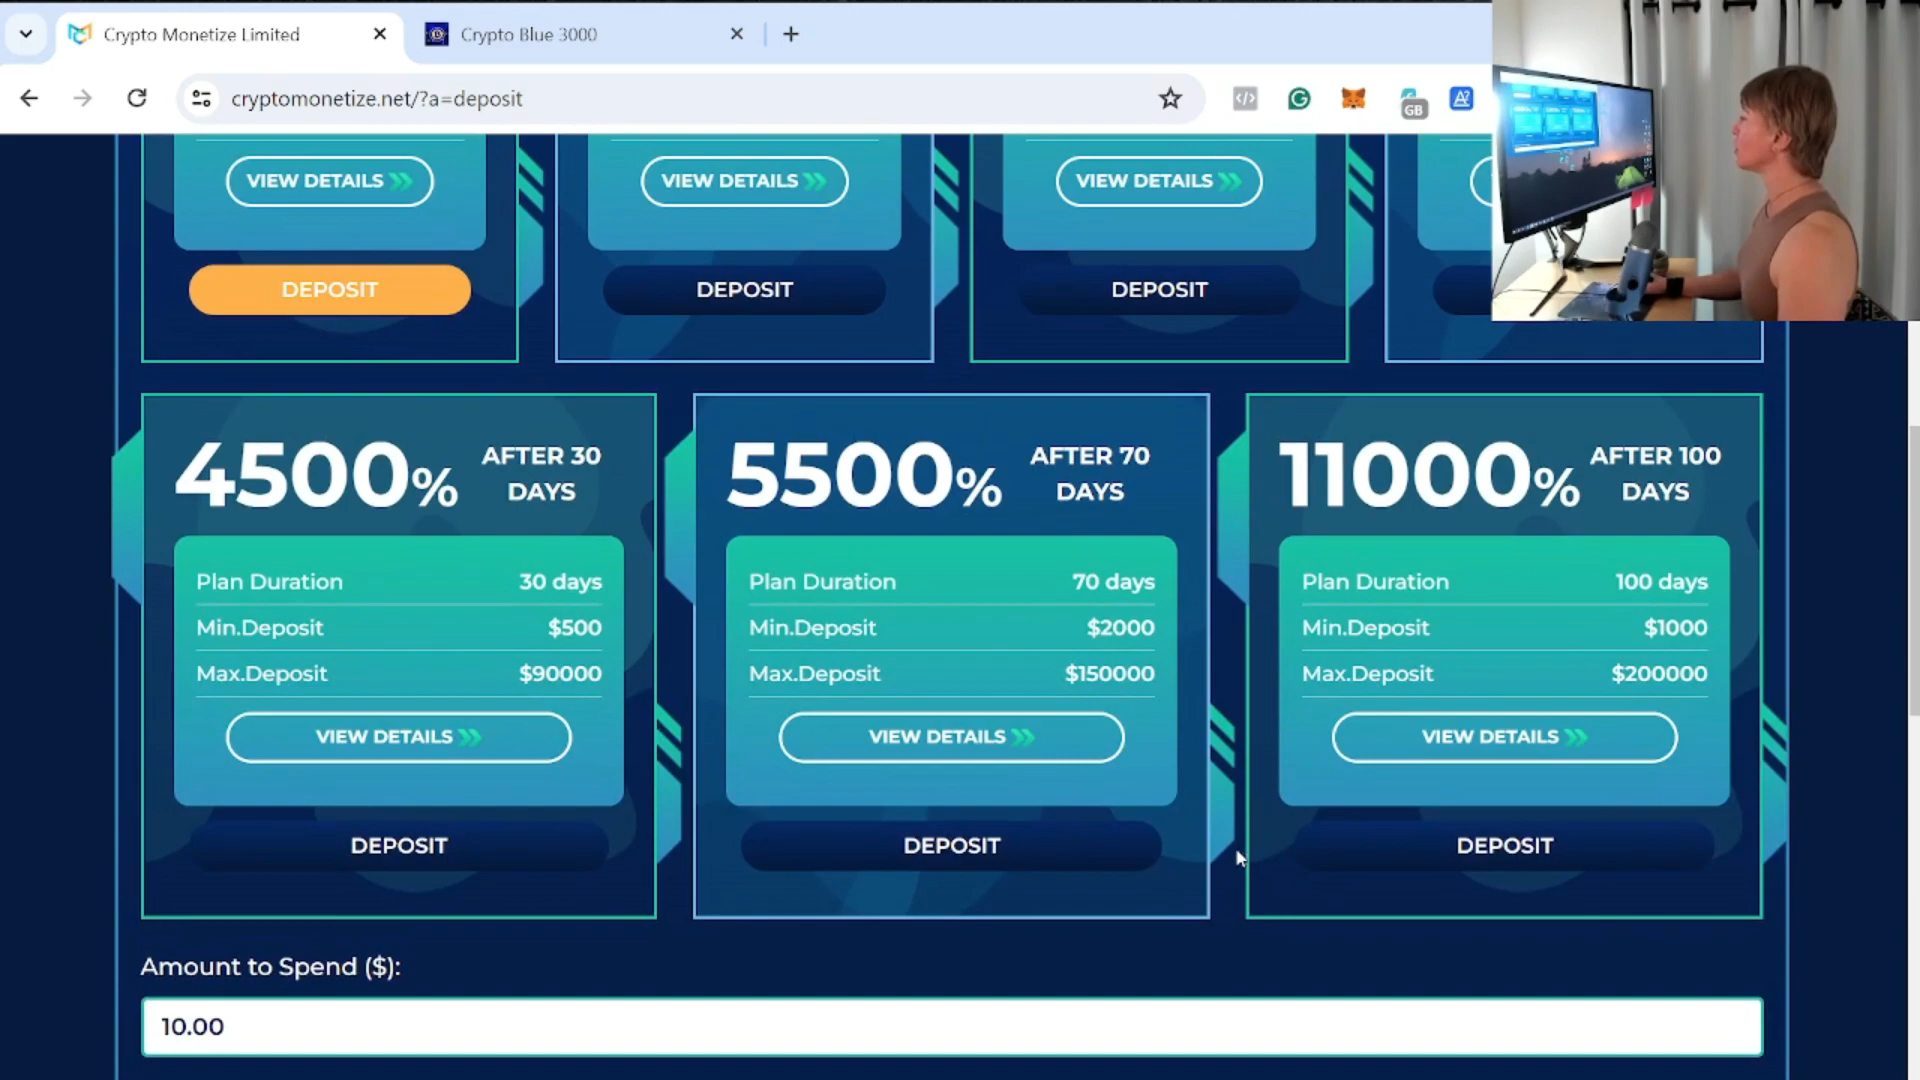 Crypto Monetize Limited
Crypto Blue 3000
cryptomonetize.net/?a=deposit
GB
VIEW DETAILS
VIEW DETAILS
VIEW DETAILS
DEPOSIT
DEPOSIT
DEPOSIT
4500% AFTER 30 DAYS
Plan Duration 30 days
Min.Deposit $500
Max.Deposit $90000
VIEW DETAILS
DEPOSIT
5500% AFTER 70 DAYS
Plan Duration 70 days
Min.Deposit $2000
Max.Deposit $150000
VIEW DETAILS
DEPOSIT
11000% AFTER 100 DAYS
Plan Duration 100 days
Min.Deposit $1000
Max.Deposit $200000
VIEW DETAILS
DEPOSIT
Amount to Spend ($):
10.00